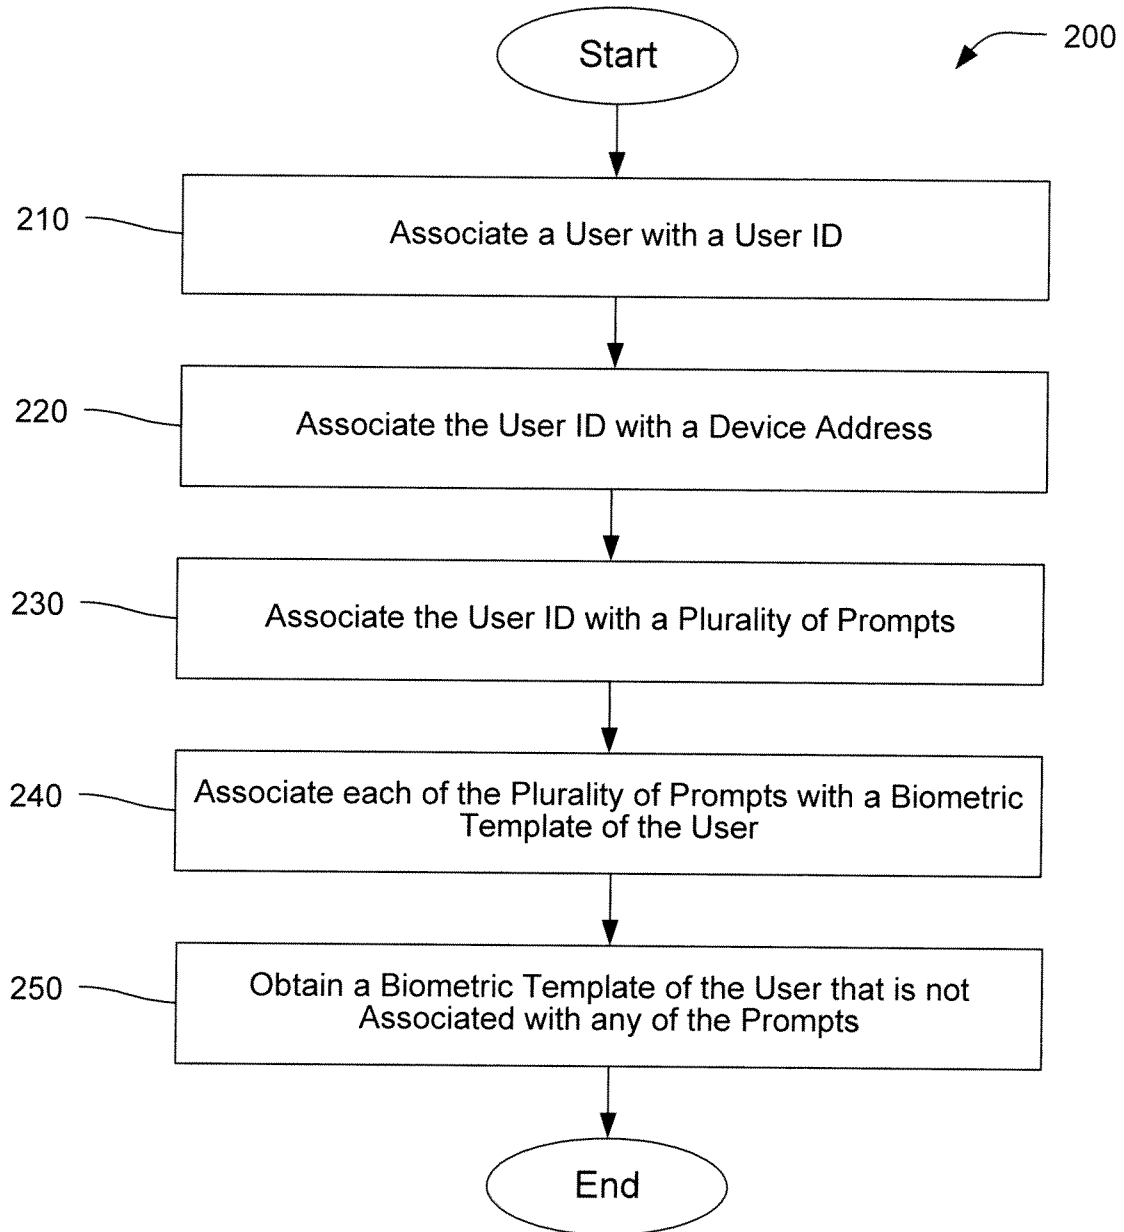 Start
200
210
Associate a User with a User ID
220
Associate the User ID with a Device Address
230
Associate the User ID with a Plurality of Prompts
240
Associate each of the Plurality of Prompts with a Biometric
Template of the User
250
Obtain a Biometric Template of the User that is not
Associated with any of the Prompts
End